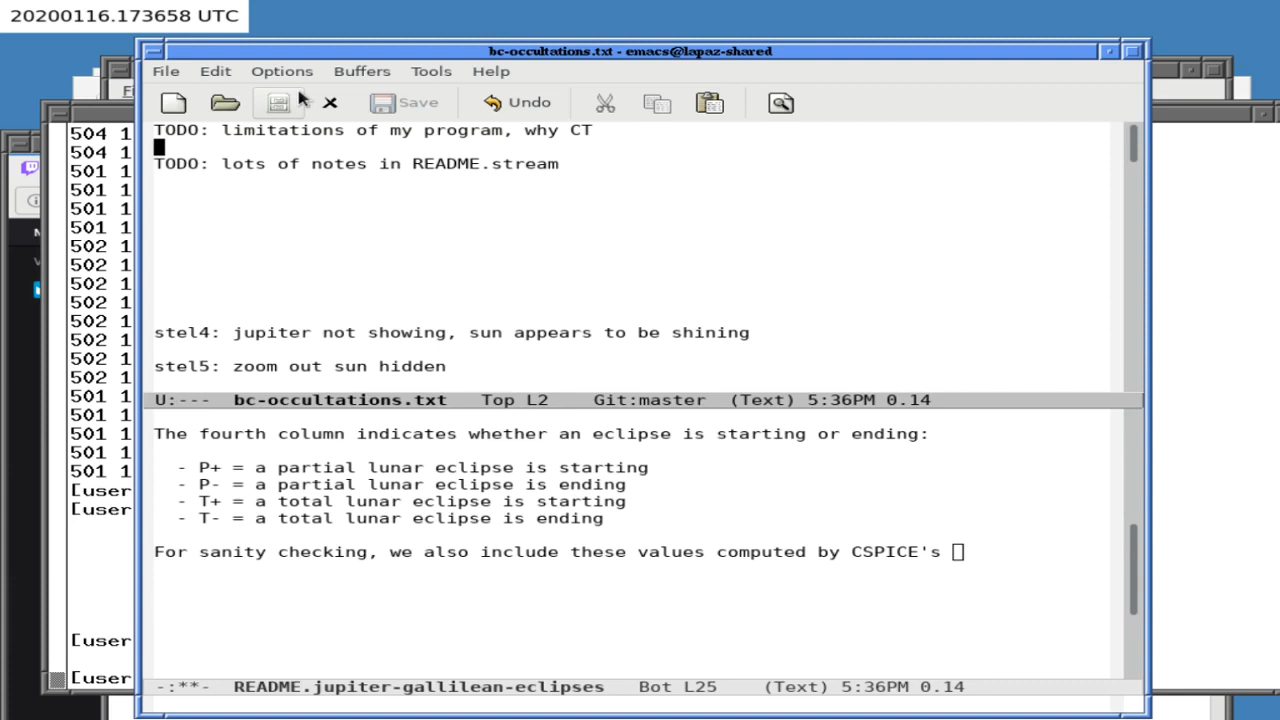 20200116.173658 UTC
bc-occultations.txt - emacs@lapaz-shared
File Edit Options Buffers Tools Help
Save Undo
TODO: limitations of my program, why CT
TODO: lots of notes in README.stream
stel4: jupiter not showing, sun appears to be shining
stel5: zoom out sun hidden
U:--- bc-occultations.txt Top L2 Git:master (Text) 5:36PM 0.14
The fourth column indicates whether an eclipse is starting or ending:
- P+ = a partial lunar eclipse is starting
- P- = a partial lunar eclipse is ending
- T+ = a total lunar eclipse is starting
- T- = a total lunar eclipse is ending
For sanity checking, we also include these values computed by CSPICE's
-:**- README.jupiter-gallilean-eclipses Bot L25 (Text) 5:36PM 0.14
504 1
504 1
501 1
501 1
501 1
501 1
502 1
502 1
502 1
502 1
502 1
502 1
502 1
502 1
501 1
501 1
501 1
501 1
501 1
[user
[user
[user
[user